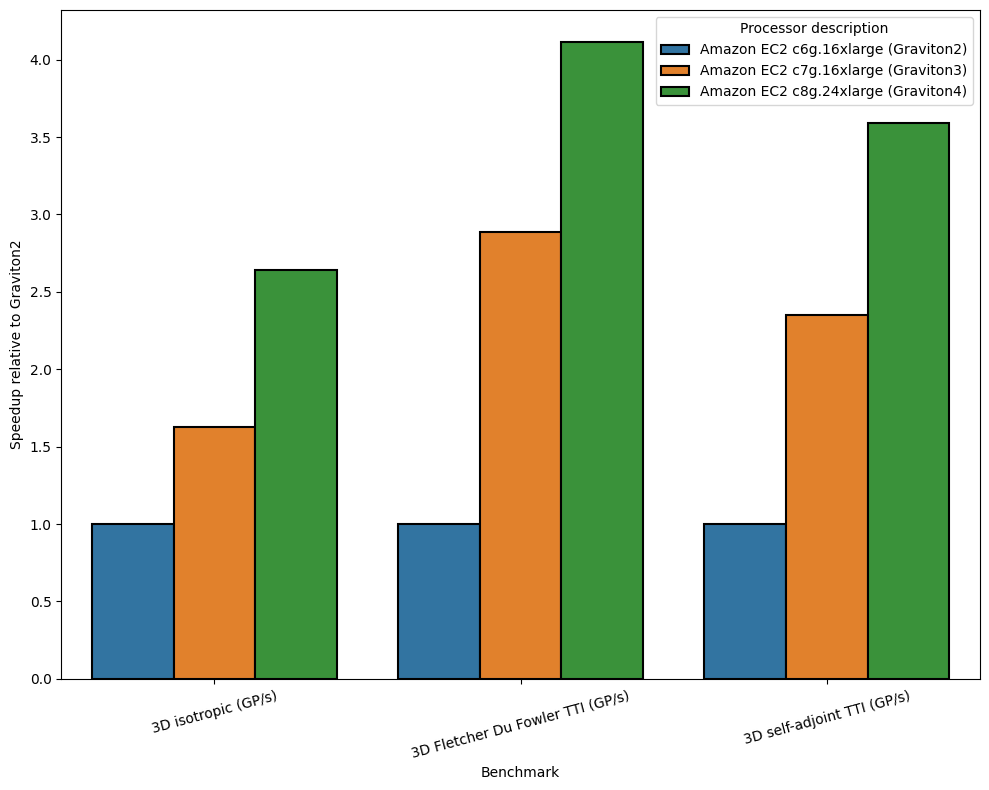 Processor description
Amazon EC2 c6g.16xlarge (Graviton2)
Amazon EC2 c7g.16xlarge (Graviton3)
Amazon EC2 c8g.24xlarge (Graviton4)
Speedup relative to Graviton2
4.0
3.5
3.0
2.5
2.0
1.5
1.0
0.5
0.0
3D isotropic (GP/s)
3D Fletcher Du Fowler TTI (GP/s)
3D self-adjoint TTI (GP/s)
Benchmark